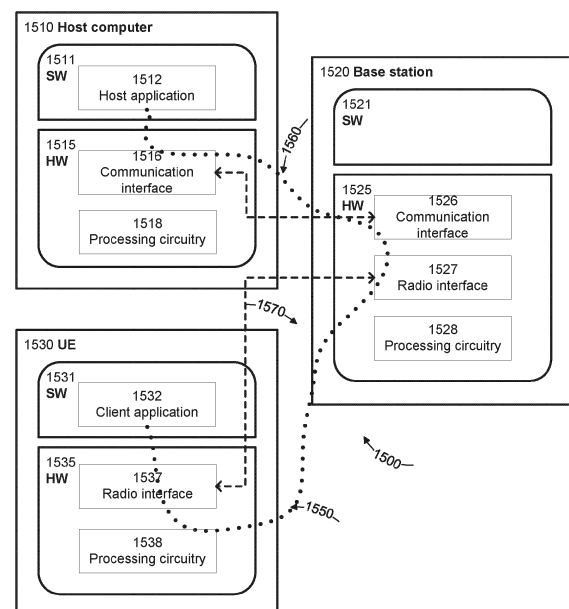 1510 Host computer
1511
SW
1512
Host application
1515
HW
1516
Communication
interface
1518
Processing circuitry
1560
1520 Base station
1521
SW
1525
HW
1526
Communication
interface
1527
Radio interface
1528
Processing circuitry
1570
1530 UE
1531
SW
1532
Client application
1535
HW
1537
Radio interface
1538
Processing circuitry
1500
1550